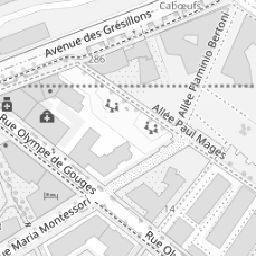 Cabœufs
Avenue des Grésillons
286
Allée Flaminio Bertoni
Allée Paul Mages
Rue Olympe de Gouges
14
Rue Maria Montessori
Rue Ol